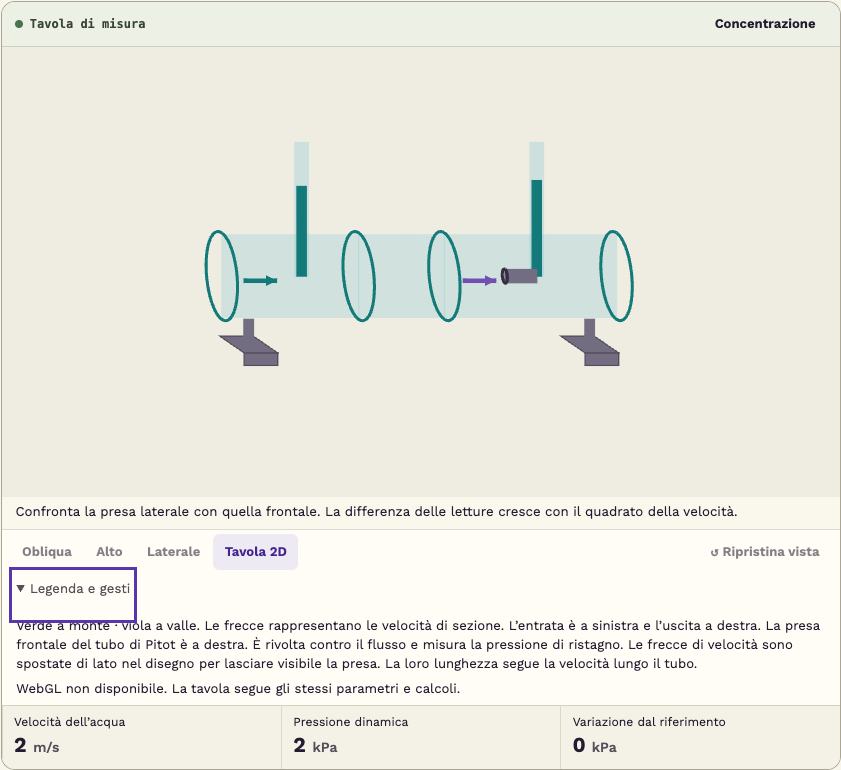 Tavola di misura
Concentrazione
Confronta la presa laterale con quella frontale. La differenza delle letture cresce con il quadrato della velocità.
Obliqua Alto Laterale Tavola 2D ↺ Ripristina vista
▼ Legenda e gesti
Verde a monte · viola a valle. Le frecce rappresentano le velocità di sezione. L’entrata è a sinistra e l’uscita a destra. La presa
frontale del tubo di Pitot è a destra. È rivolta contro il flusso e misura la pressione di ristagno. Le frecce di velocità sono
spostate di lato nel disegno per lasciare visibile la presa. La loro lunghezza segue la velocità lungo il tubo.
WebGL non disponibile. La tavola segue gli stessi parametri e calcoli.
Velocità dell’acqua
2 m/s
Pressione dinamica
2 kPa
Variazione dal riferimento
0 kPa